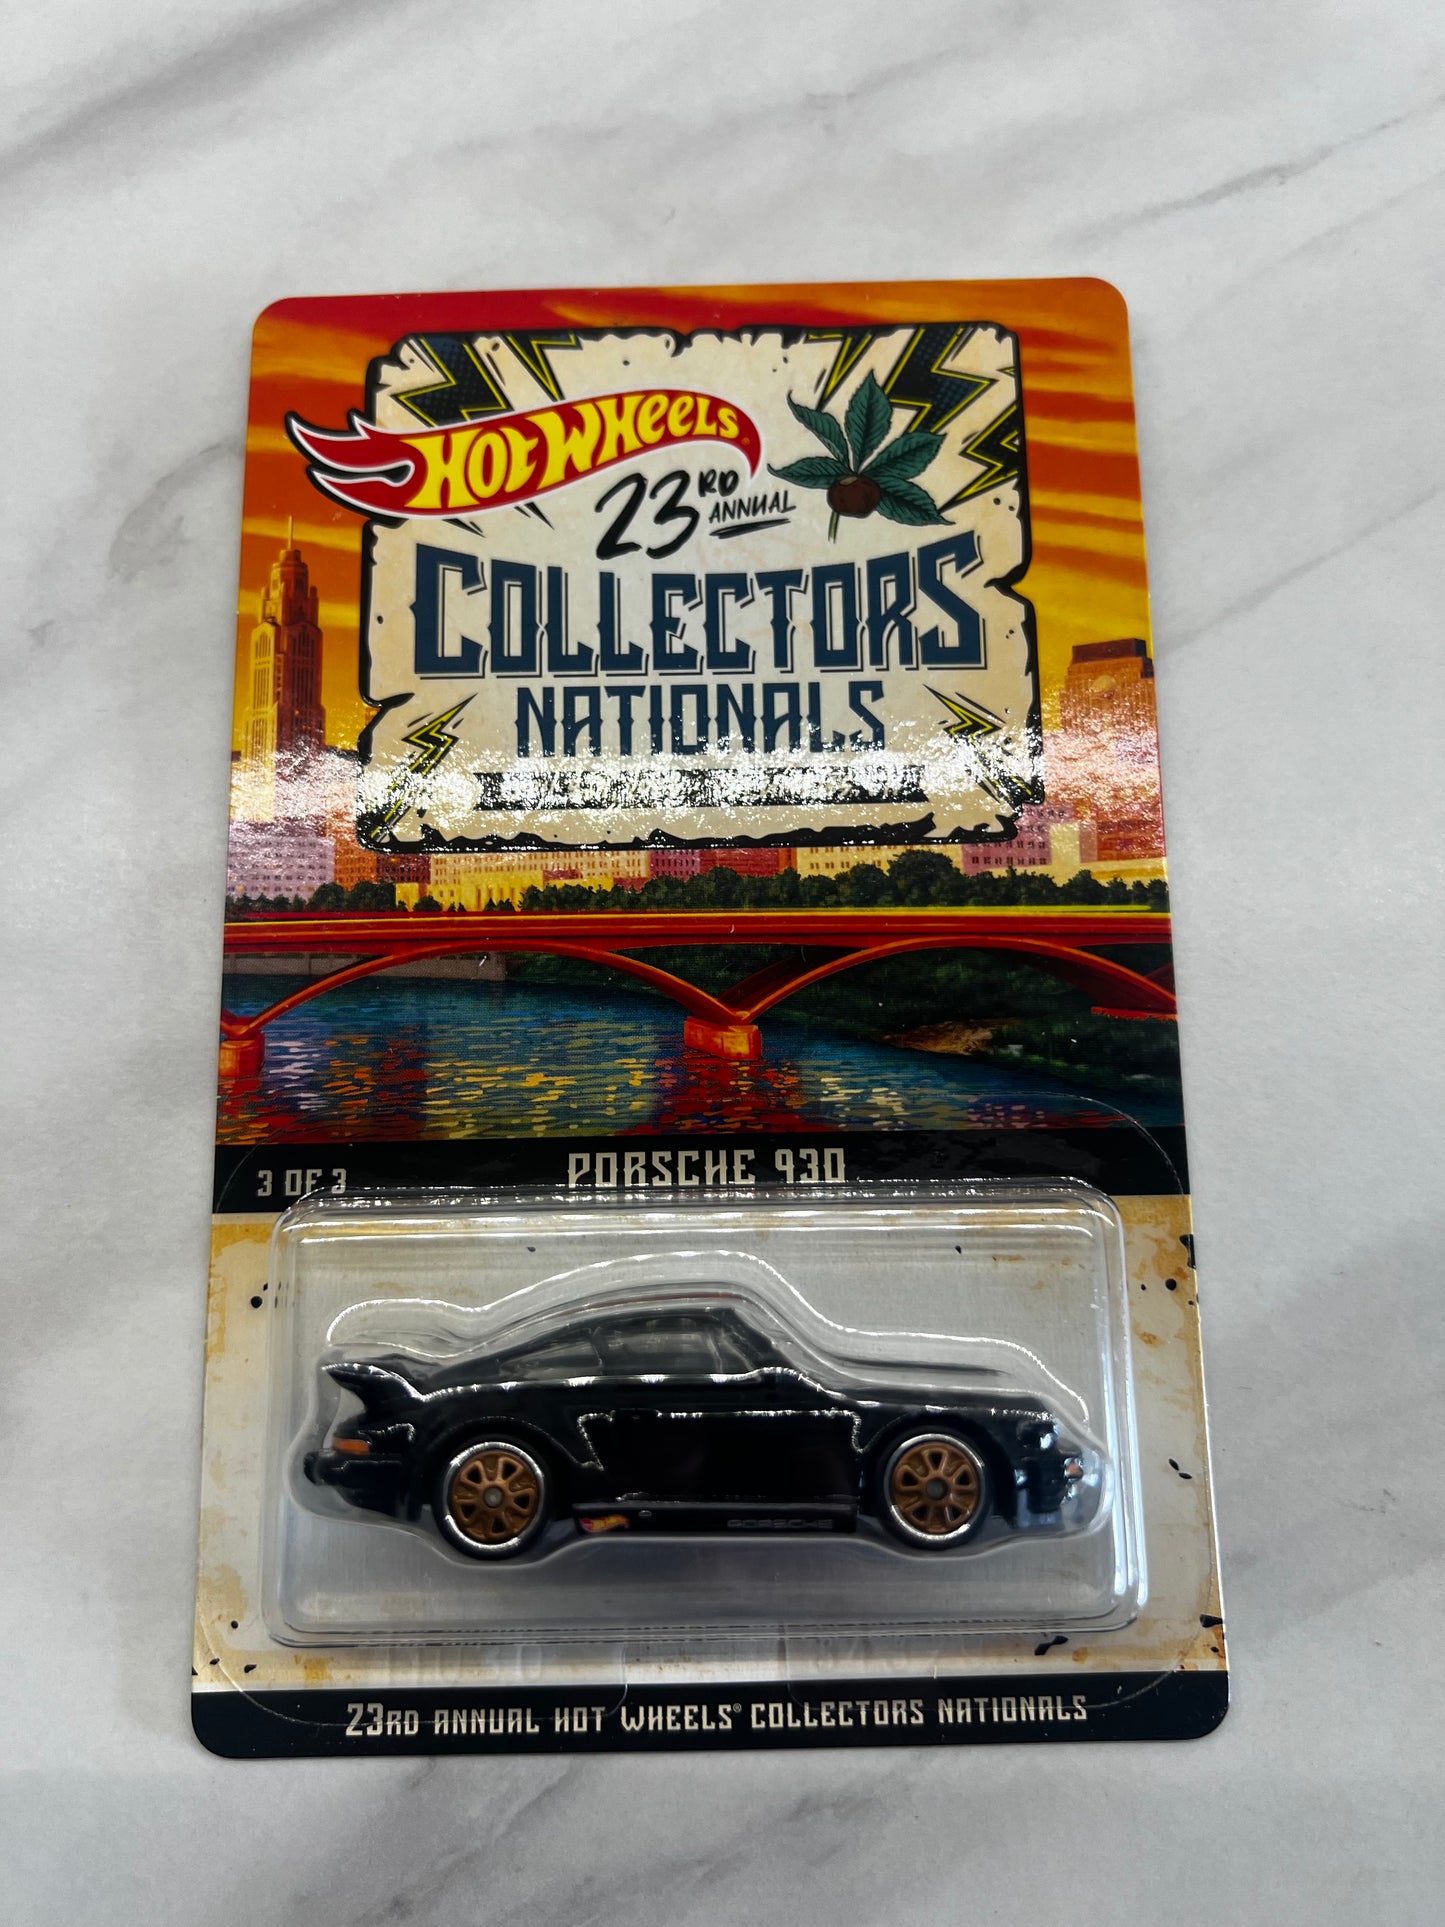 HOT WHEELS®
23RD ANNUAL
COLLECTORS
NATIONALS
3 OF 3
PORSCHE 930
PORSCHE
23RD ANNUAL HOT WHEELS® COLLECTORS NATIONALS